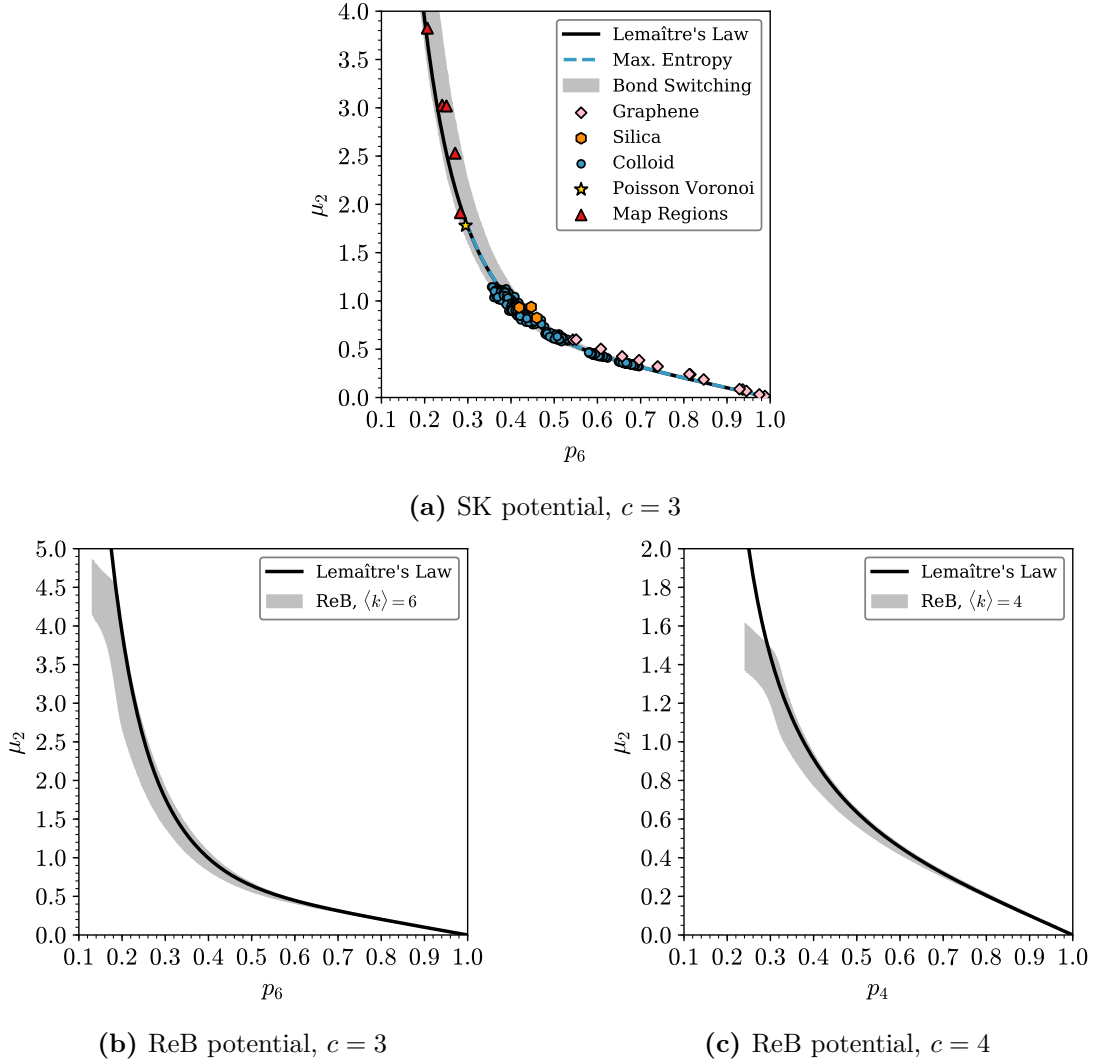 4.0
3.5
3.0
2.5
2.0
1.5
1.0
0.5
0.0
μ₂
0.1 0.2 0.3 0.4 0.5 0.6 0.7 0.8 0.9 1.0
p₆
Lemaître's Law
Max. Entropy
Bond Switching
Graphene
Silica
Colloid
Poisson Voronoi
Map Regions
(a) SK potential, c = 3
5.0
4.5
4.0
3.5
3.0
2.5
2.0
1.5
1.0
0.5
0.0
μ₂
0.1 0.2 0.3 0.4 0.5 0.6 0.7 0.8 0.9 1.0
p₆
Lemaître's Law
ReB, ⟨k⟩ = 6
(b) ReB potential, c = 3
2.0
1.8
1.6
1.4
1.2
1.0
0.8
0.6
0.4
0.2
0.0
μ₂
0.1 0.2 0.3 0.4 0.5 0.6 0.7 0.8 0.9 1.0
p₄
Lemaître's Law
ReB, ⟨k⟩ = 4
(c) ReB potential, c = 4